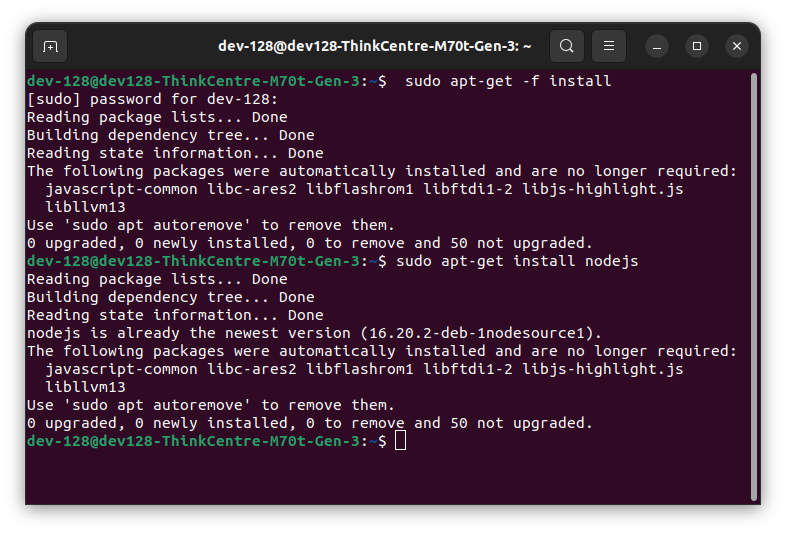 dev-128@dev128-ThinkCentre-M70t-Gen-3: ~
dev-128@dev128-ThinkCentre-M70t-Gen-3:~$  sudo apt-get -f install
[sudo] password for dev-128:
Reading package lists... Done
Building dependency tree... Done
Reading state information... Done
The following packages were automatically installed and are no longer required:
  javascript-common libc-ares2 libflashrom1 libftdi1-2 libjs-highlight.js
  libllvm13
Use 'sudo apt autoremove' to remove them.
0 upgraded, 0 newly installed, 0 to remove and 50 not upgraded.
dev-128@dev128-ThinkCentre-M70t-Gen-3:~$ sudo apt-get install nodejs
Reading package lists... Done
Building dependency tree... Done
Reading state information... Done
nodejs is already the newest version (16.20.2-deb-1nodesource1).
The following packages were automatically installed and are no longer required:
  javascript-common libc-ares2 libflashrom1 libftdi1-2 libjs-highlight.js
  libllvm13
Use 'sudo apt autoremove' to remove them.
0 upgraded, 0 newly installed, 0 to remove and 50 not upgraded.
dev-128@dev128-ThinkCentre-M70t-Gen-3:~$